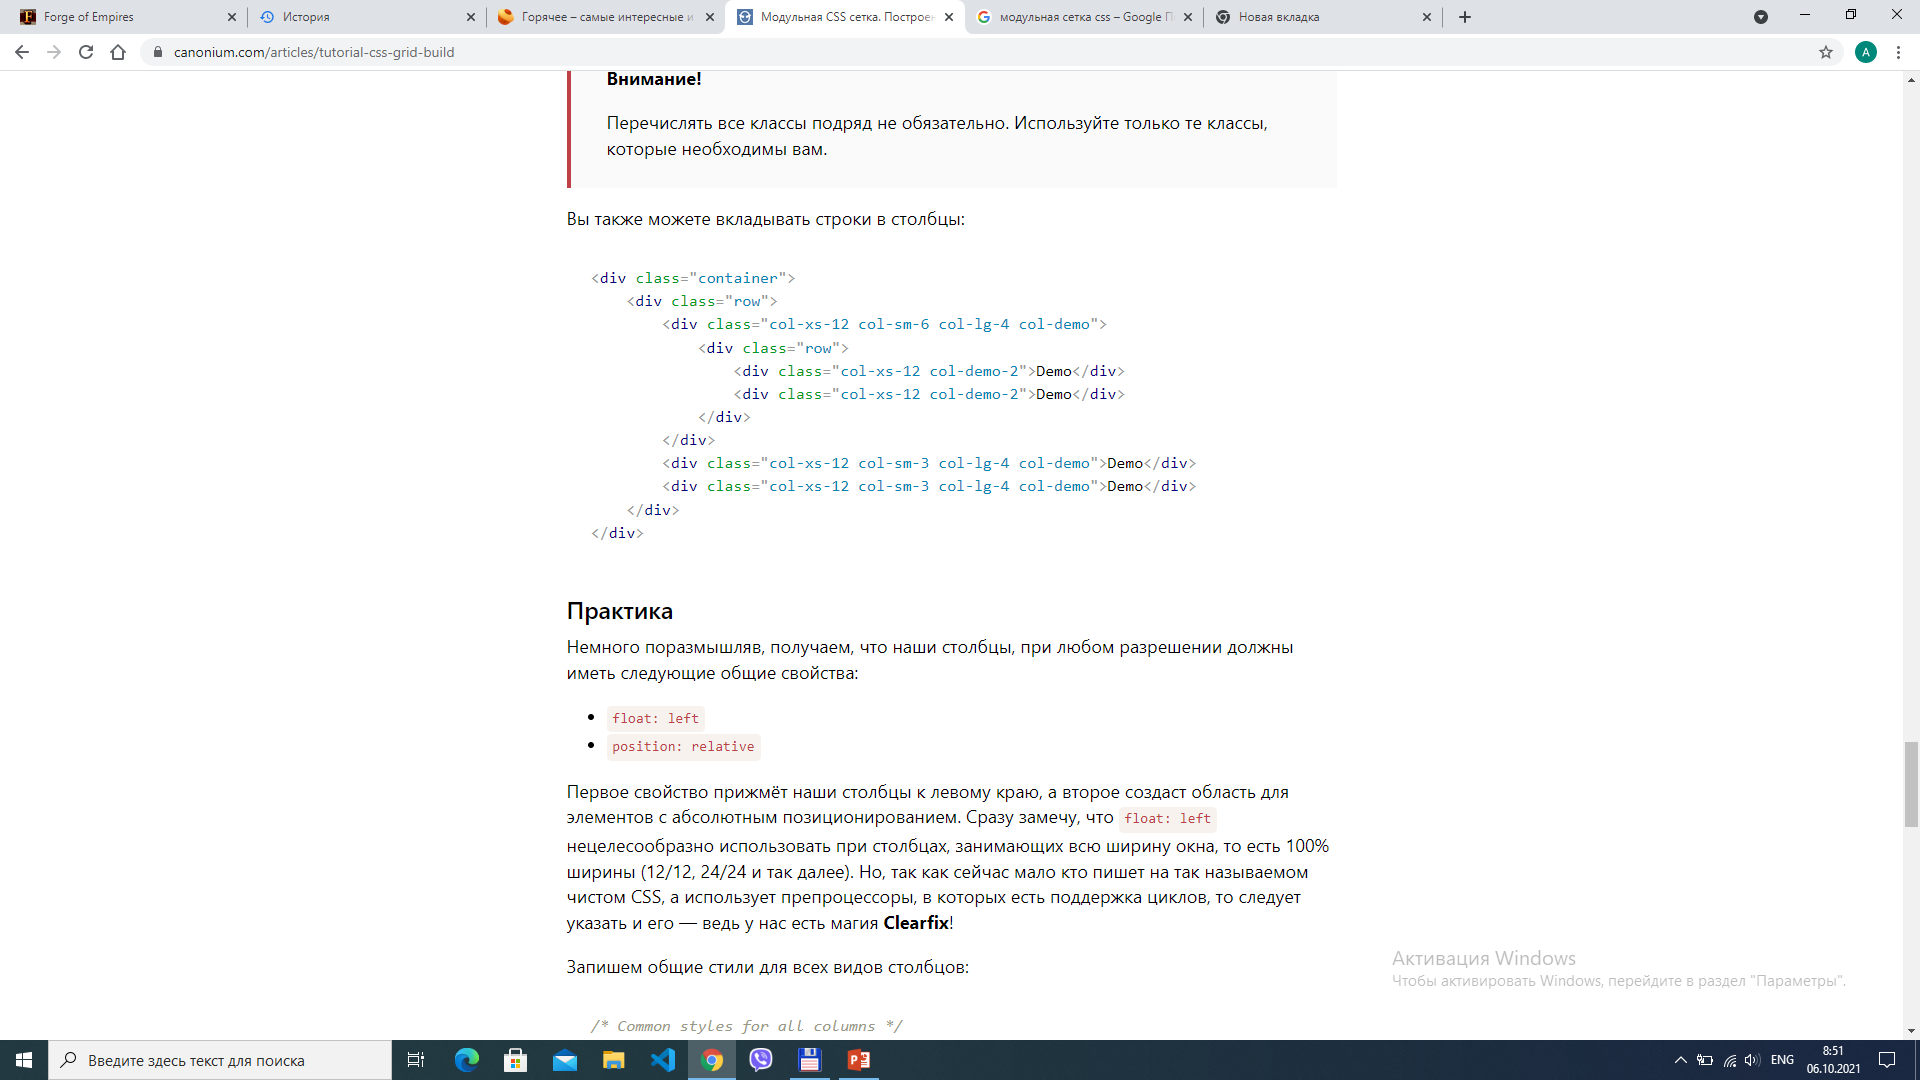 Forge of Empires
История
Горячее – самые интересные и
Модульная CSS сетка. Построен
модульная сетка css – Google П
Новая вкладка
canonium.com/articles/tutorial-css-grid-build
A
Внимание!
Перечислять все классы подряд не обязательно. Используйте только те классы,
которые необходимы вам.
Вы также можете вкладывать строки в столбцы:
<div class="container">
<div class="row">
<div class="col-xs-12 col-sm-6 col-lg-4 col-demo">
<div class="row">
<div class="col-xs-12 col-demo-2">Demo</div>
<div class="col-xs-12 col-demo-2">Demo</div>
</div>
</div>
<div class="col-xs-12 col-sm-3 col-lg-4 col-demo">Demo</div>
<div class="col-xs-12 col-sm-3 col-lg-4 col-demo">Demo</div>
</div>
</div>
Практика
Немного поразмышляв, получаем, что наши столбцы, при любом разрешении должны
иметь следующие общие свойства:
float: left
position: relative
Первое свойство прижмёт наши столбцы к левому краю, а второе создаст область для
элементов с абсолютным позиционированием. Сразу замечу, что float: left
нецелесообразно использовать при столбцах, занимающих всю ширину окна, то есть 100%
ширины (12/12, 24/24 и так далее). Но, так как сейчас мало кто пишет на так называемом
чистом CSS, а использует препроцессоры, в которых есть поддержка циклов, то следует
указать и его — ведь у нас есть магия Clearfix!
Запишем общие стили для всех видов столбцов:
/* Common styles for all columns */
Активация Windows
Чтобы активировать Windows, перейдите в раздел "Параметры".
Введите здесь текст для поиска
ENG
8:51
06.10.2021